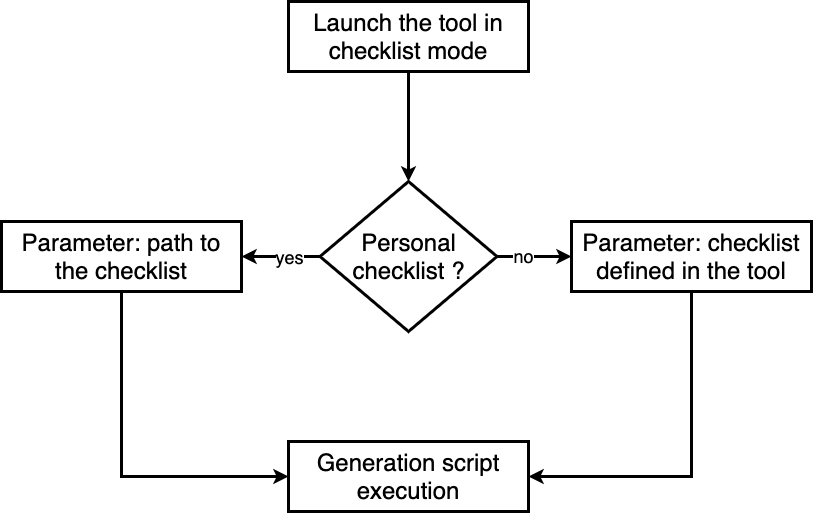 Launch the tool in
checklist mode
Personal
checklist ?
yes
no
Parameter: path to
the checklist
Parameter: checklist
defined in the tool
Generation script
execution